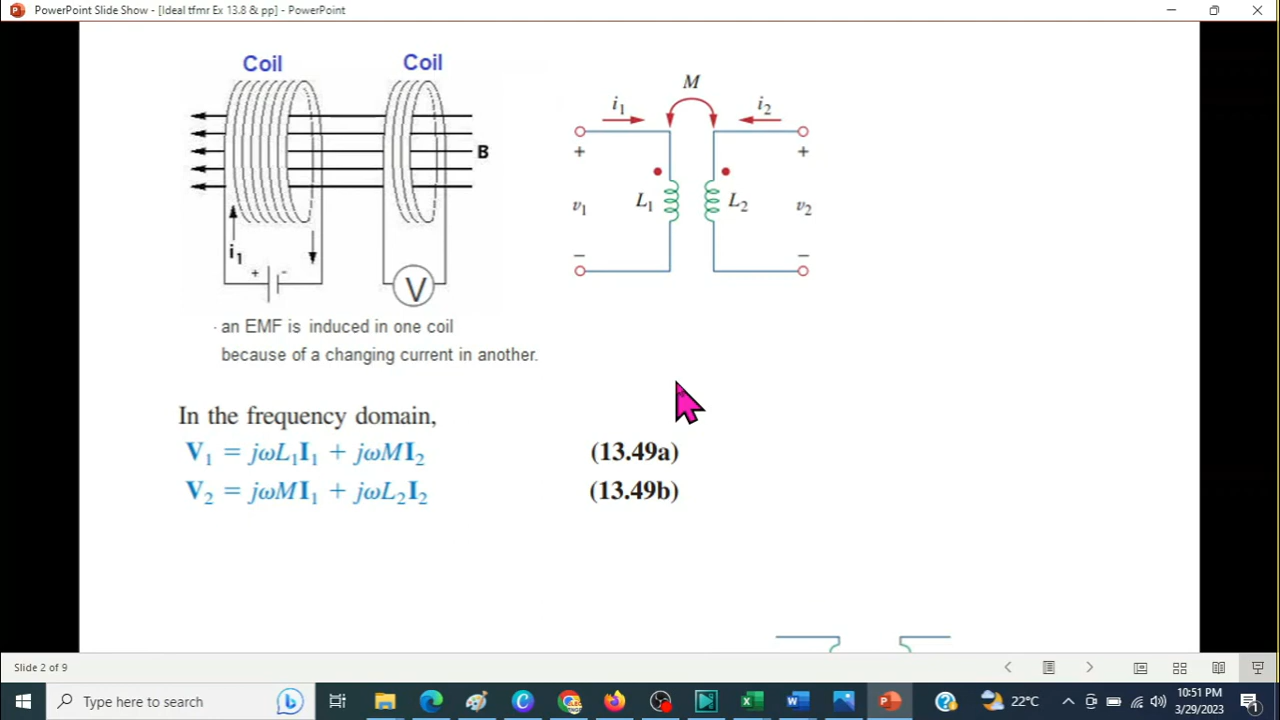 PowerPoint Slide Show - [Ideal tfmr Ex 13.8 & pp] - PowerPoint
Coil
Coil
B
i₁
+ -
V
· an EMF is induced in one coil
because of a changing current in another.
M
i₁
i₂
+
+
v₁
L₁
L₂
v₂
–
–
In the frequency domain,
V₁ = jωL₁I₁ + jωMI₂ (13.49a)
V₂ = jωMI₁ + jωL₂I₂ (13.49b)
Slide 2 of 9
Type here to search
22°C
10:51 PM
3/29/2023
1